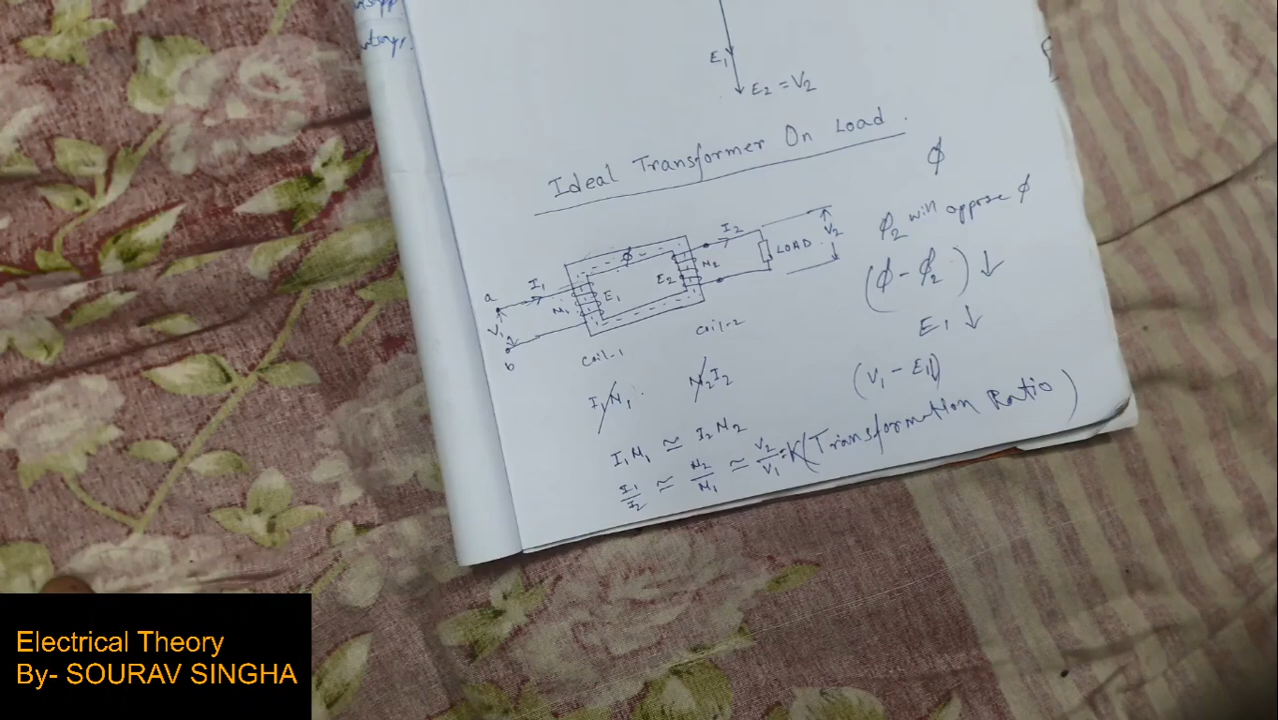 E₁
E₂ = V₂
Ideal Transformer On Load.
ϕ
ϕ₂ will oppose ϕ
(ϕ - ϕ₂) ↓
E₁ ↓
(V₁ - E₁)
a
I₁
V₁
b
N₁
E₁
ϕ
E₂
N₂
I₂
LOAD
V₂
Coil-1
Coil-2
I₁N₁
N₂I₂
I₁N₁ ≅ I₂N₂
I₁/I₂ ≅ N₂/N₁ ≅ V₂/V₁ = K (Transformation Ratio)
Electrical Theory
By- SOURAV SINGHA